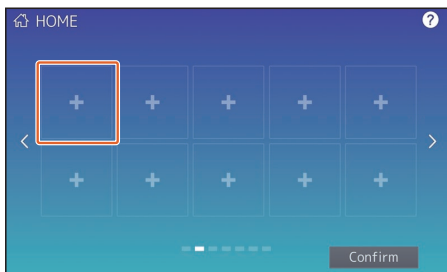 HOME
?
+ + + + +
+ + + + +
< >
Confirm